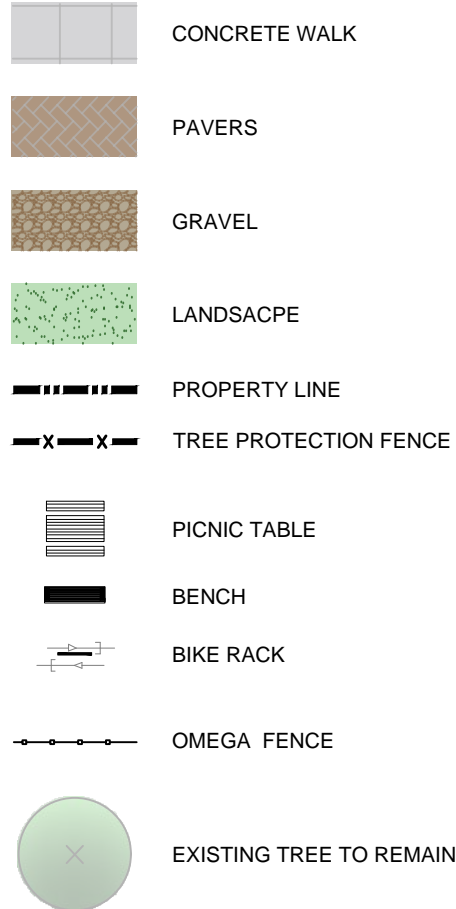 CONCRETE WALK
PAVERS
GRAVEL
LANDSACPE
PROPERTY LINE
TREE PROTECTION FENCE
PICNIC TABLE
BENCH
BIKE RACK
OMEGA FENCE
EXISTING TREE TO REMAIN